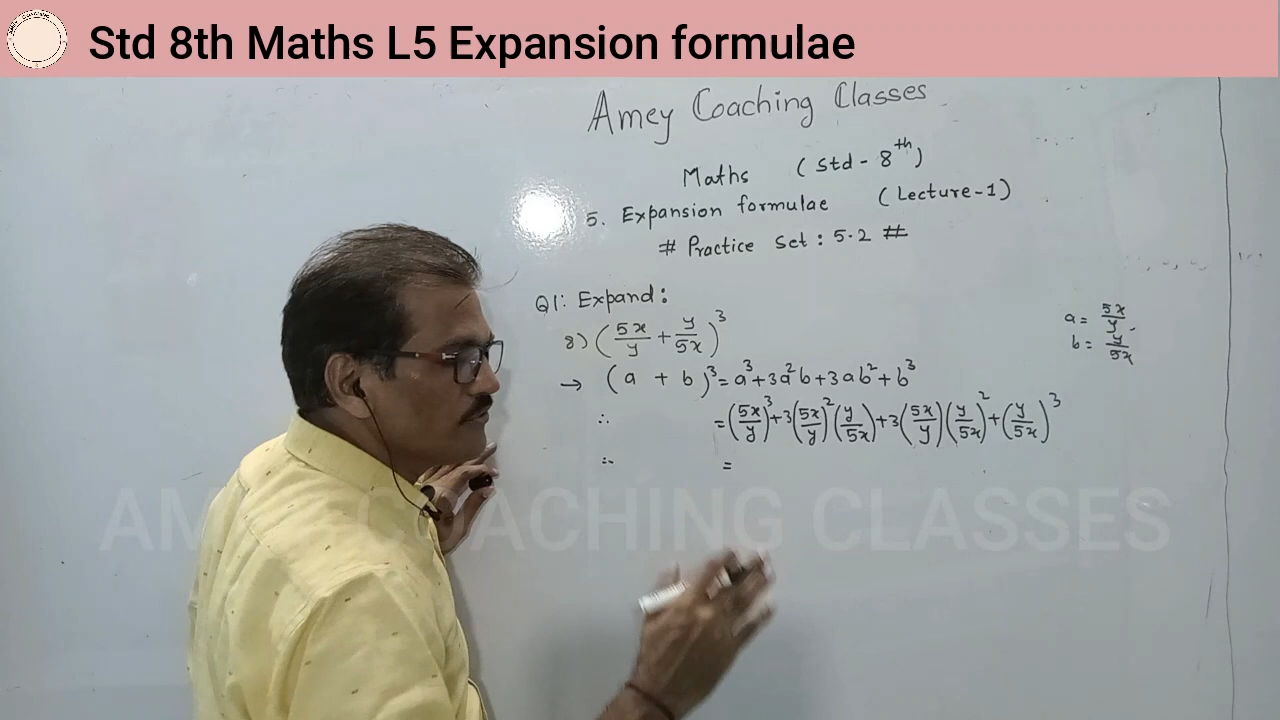 Std 8th Maths L5 Expansion formulae
Amey Coaching Classes
Maths (Std - 8th)
5. Expansion formulae (Lecture-1)
# Practice Set : 5.2 #
Q1: Expand:
8) (5x/y + y/5x)³
a = 5x/y
b = y/5x
→ (a + b)³ = a³ + 3a²b + 3ab² + b³
∴ = (5x/y)³ + 3(5x/y)²(y/5x) + 3(5x/y)(y/5x)² + (y/5x)³
∴ =
AMEY COACHING CLASSES